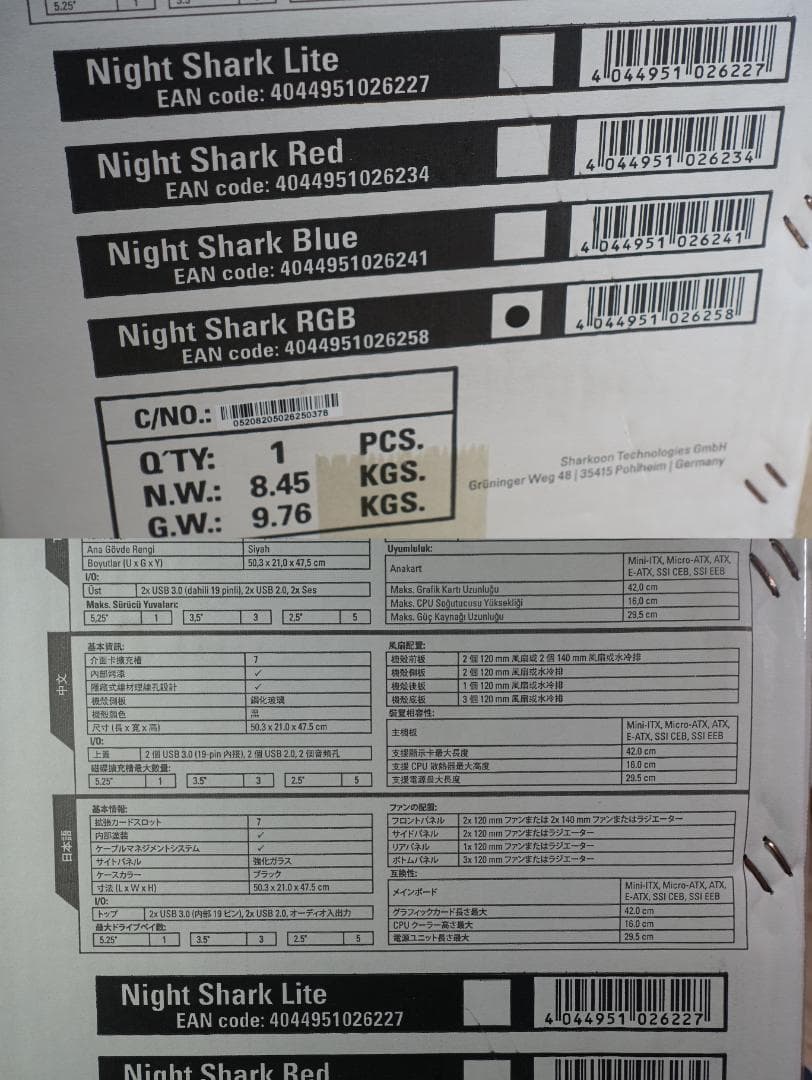 5.25" 1 3.5"
Night Shark Lite
EAN code: 4044951026227
4 044951 026227
Night Shark Red
EAN code: 4044951026234
4 044951 026234
Night Shark Blue
EAN code: 4044951026241
4 044951 026241
Night Shark RGB
EAN code: 4044951026258
4 044951 026258
C/NO.: 05208205026250378
Q'TY: 1 PCS.
N.W.: 8.45 KGS.
G.W.: 9.76 KGS.
Sharkoon Technologies GmbH
Grüninger Weg 48 | 35415 Pohlheim | Germany
Ana Gövde Rengi Siyah
Boyutlar (U x G x Y) 50,3 x 21,0 x 47,5 cm
I/O:
Üst 2x USB 3.0 (dahili 19 pinli), 2x USB 2.0, 2x Ses
Maks. Sürücü Yuvaları:
5,25" 1 3,5" 3 2,5" 5
Uyumluluk:
Anakart Mini-ITX, Micro-ATX, ATX,
E-ATX, SSI CEB, SSI EEB
Maks. Grafik Kartı Uzunluğu 42,0 cm
Maks. CPU Soğutucusu Yüksekliği 16,0 cm
Maks. Güç Kaynağı Uzunluğu 29,5 cm
中文
基本資訊:
介面卡擴充槽 7
內部烤漆 ✓
隱藏式線材理線孔設計 ✓
機殼側板 鋼化玻璃
機殼顏色 黑
尺寸 (長 x 寬 x 高) 50.3 x 21.0 x 47.5 cm
I/O:
上蓋 2 個 USB 3.0 (19-pin 內接), 2 個 USB 2.0, 2 個音頻孔
磁碟擴充槽最大數量:
5.25" 1 3.5" 3 2.5" 5
風扇配置:
機殼前板 2 個 120 mm 風扇或 2 個 140 mm 風扇或水冷排
機殼側板 2 個 120 mm 風扇或水冷排
機殼後板 1 個 120 mm 風扇或水冷排
機殼底板 3 個 120 mm 風扇或水冷排
裝置相容性:
主機板 Mini-ITX, Micro-ATX, ATX,
E-ATX, SSI CEB, SSI EEB
支援顯示卡最大長度 42.0 cm
支援 CPU 散熱器最大高度 16.0 cm
支援電源最大長度 29.5 cm
日本語
基本情報:
拡張カードスロット 7
内部塗装 ✓
ケーブルマネジメントシステム ✓
サイドパネル 強化ガラス
ケースカラー ブラック
寸法 (L x W x H) 50.3 x 21.0 x 47.5 cm
I/O:
トップ 2x USB 3.0 (内部 19 ピン), 2x USB 2.0, オーディオ入出力
最大ドライブベイ数:
5.25" 1 3.5" 3 2.5" 5
ファンの配置:
フロントパネル 2x 120 mm ファンまたは 2x 140 mm ファンまたはラジエーター
サイドパネル 2x 120 mm ファンまたはラジエーター
リアパネル 1x 120 mm ファンまたはラジエーター
ボトムパネル 3x 120 mm ファンまたはラジエーター
互換性:
メインボード Mini-ITX, Micro-ATX, ATX,
E-ATX, SSI CEB, SSI EEB
グラフィックカード長さ最大 42.0 cm
CPU クーラー高さ最大 16.0 cm
電源ユニット長さ最大 29.5 cm
Night Shark Lite
EAN code: 4044951026227
4 044951 026227
Night Shark Red